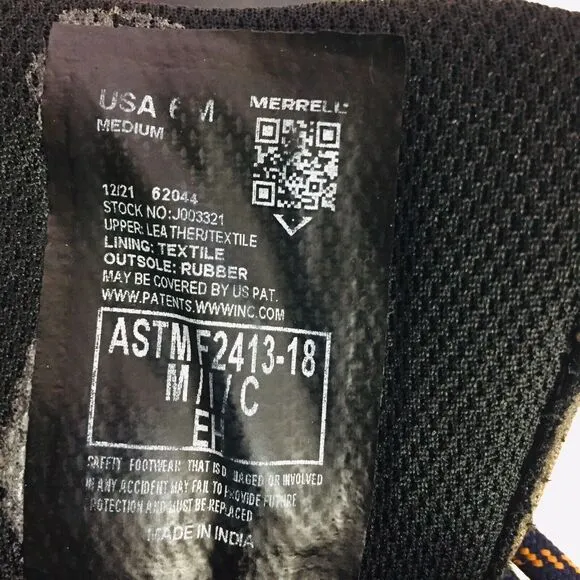 USA 6 M
MEDIUM
MERRELL
12/21 62044
STOCK NO:J003321
UPPER: LEATHER/TEXTILE
LINING: TEXTILE
OUTSOLE: RUBBER
MAY BE COVERED BY US PAT.
WWW.PATENTS.WWWINC.COM
ASTM F2413-18
M/I/C
EH
SAFETY FOOTWEAR THAT IS DAMAGED OR INVOLVED
IN ANY ACCIDENT MAY FAIL TO PROVIDE FUTURE
PROTECTION AND MUST BE REPLACED
MADE IN INDIA